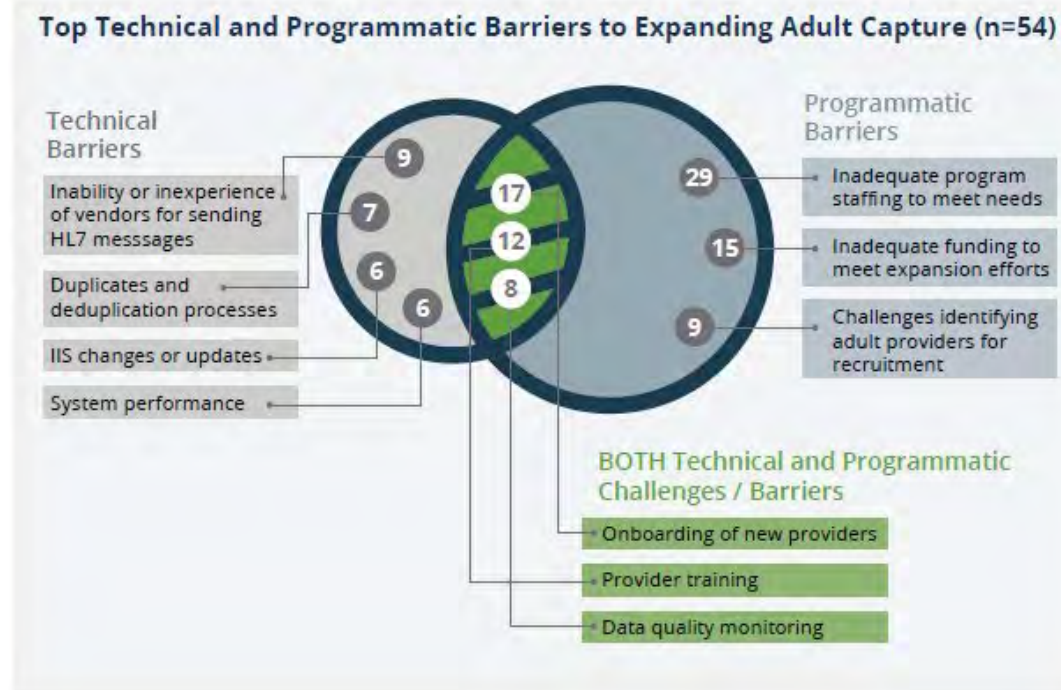 Top Technical and Programmatic Barriers to Expanding Adult Capture (n=54)
Technical
Barriers
Inability or inexperience
of vendors for sending
HL7 messsages
Duplicates and
deduplication processes
IIS changes or updates
System performance
9
7
6
6
17
12
8
29
15
9
Programmatic
Barriers
Inadequate program
staffing to meet needs
Inadequate funding to
meet expansion efforts
Challenges identifying
adult providers for
recruitment
BOTH Technical and Programmatic
Challenges / Barriers
Onboarding of new providers
Provider training
Data quality monitoring